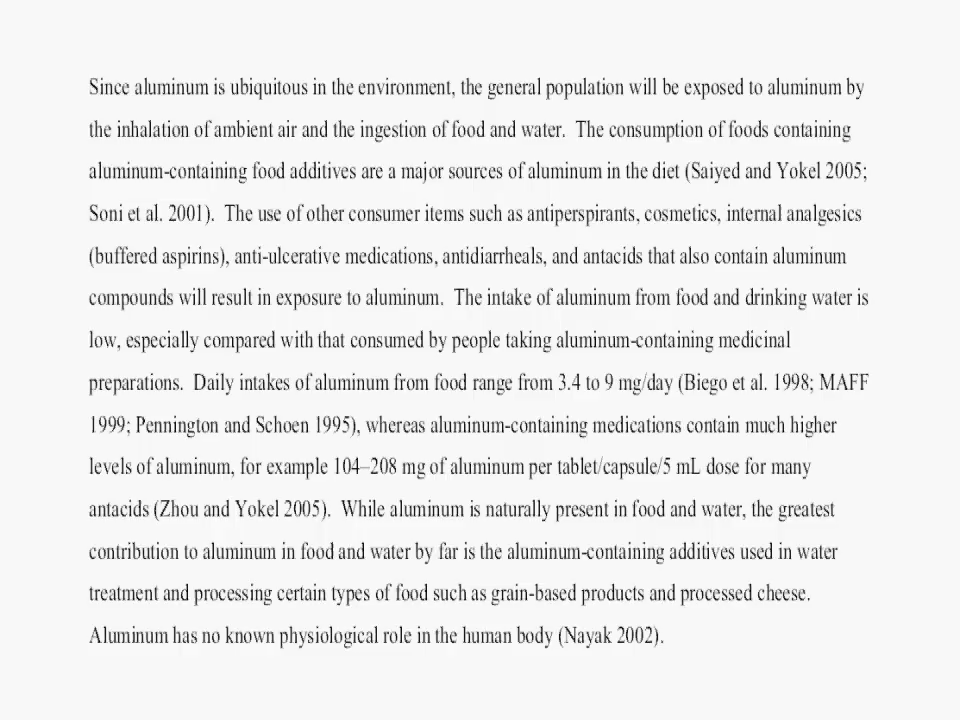 Since aluminum is ubiquitous in the environment, the general population will be exposed to aluminum by
the inhalation of ambient air and the ingestion of food and water.  The consumption of foods containing
aluminum-containing food additives are a major sources of aluminum in the diet (Saiyed and Yokel 2005;
Soni et al. 2001).  The use of other consumer items such as antiperspirants, cosmetics, internal analgesics
(buffered aspirins), anti-ulcerative medications, antidiarrheals, and antacids that also contain aluminum
compounds will result in exposure to aluminum.  The intake of aluminum from food and drinking water is
low, especially compared with that consumed by people taking aluminum-containing medicinal
preparations.  Daily intakes of aluminum from food range from 3.4 to 9 mg/day (Biego et al. 1998; MAFF
1999; Pennington and Schoen 1995), whereas aluminum-containing medications contain much higher
levels of aluminum, for example 104–208 mg of aluminum per tablet/capsule/5 mL dose for many
antacids (Zhou and Yokel 2005).  While aluminum is naturally present in food and water, the greatest
contribution to aluminum in food and water by far is the aluminum-containing additives used in water
treatment and processing certain types of food such as grain-based products and processed cheese.
Aluminum has no known physiological role in the human body (Nayak 2002).